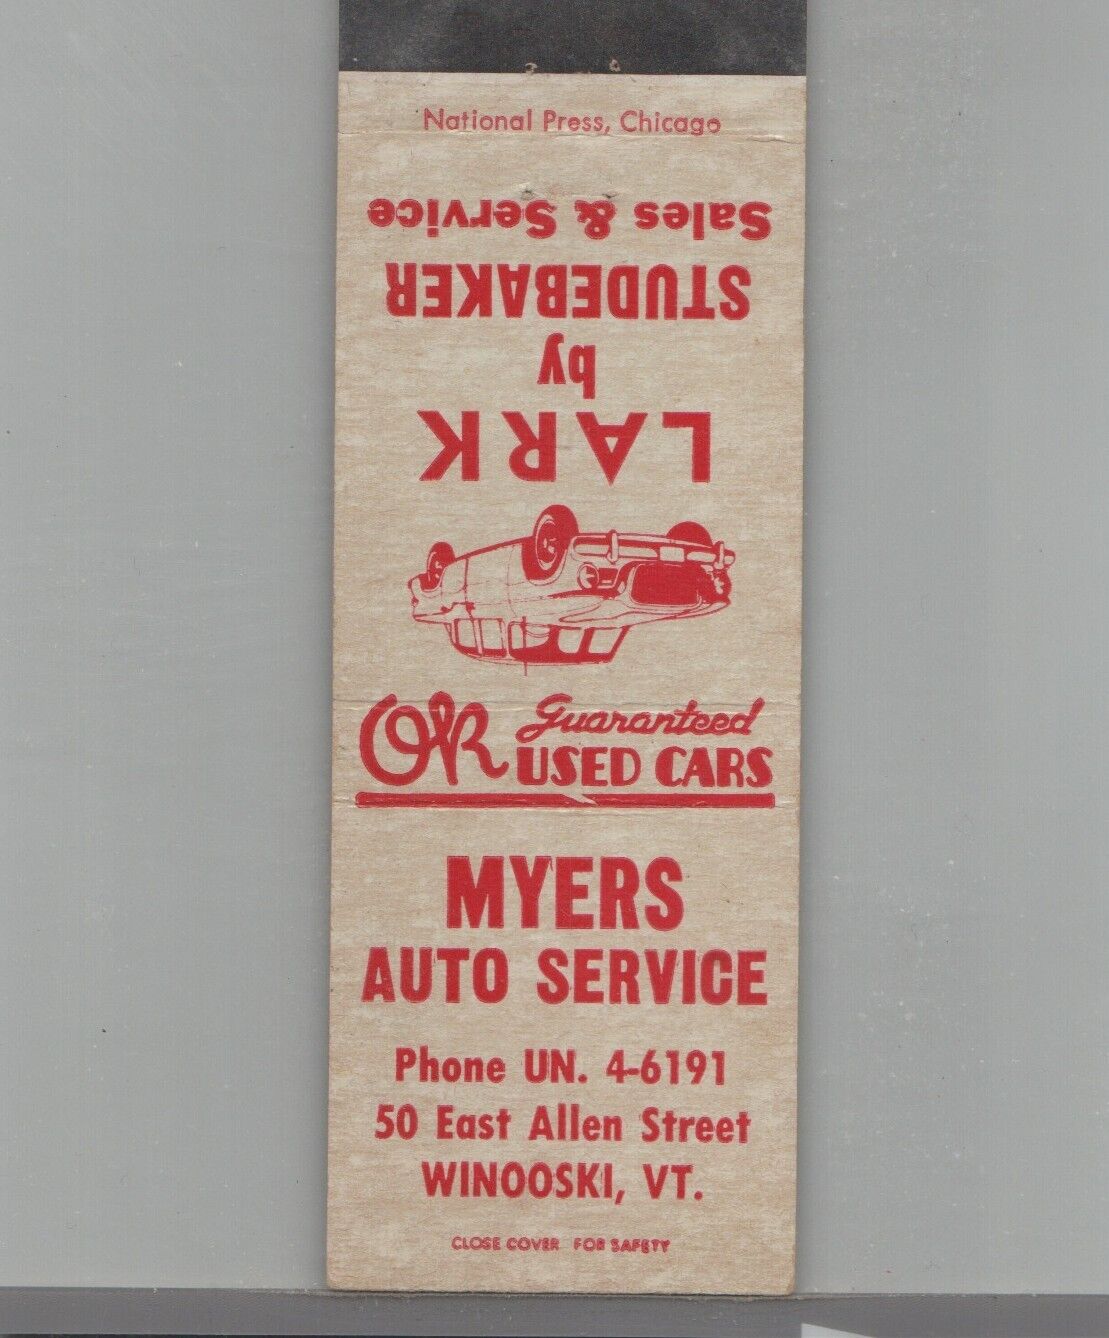 National Press, Chicago
Sales & Service
STUDEBAKER
by
LARK
OK Guaranteed
USED CARS
MYERS
AUTO SERVICE
Phone UN. 4-6191
50 East Allen Street
WINOOSKI, VT.
CLOSE COVER FOR SAFETY